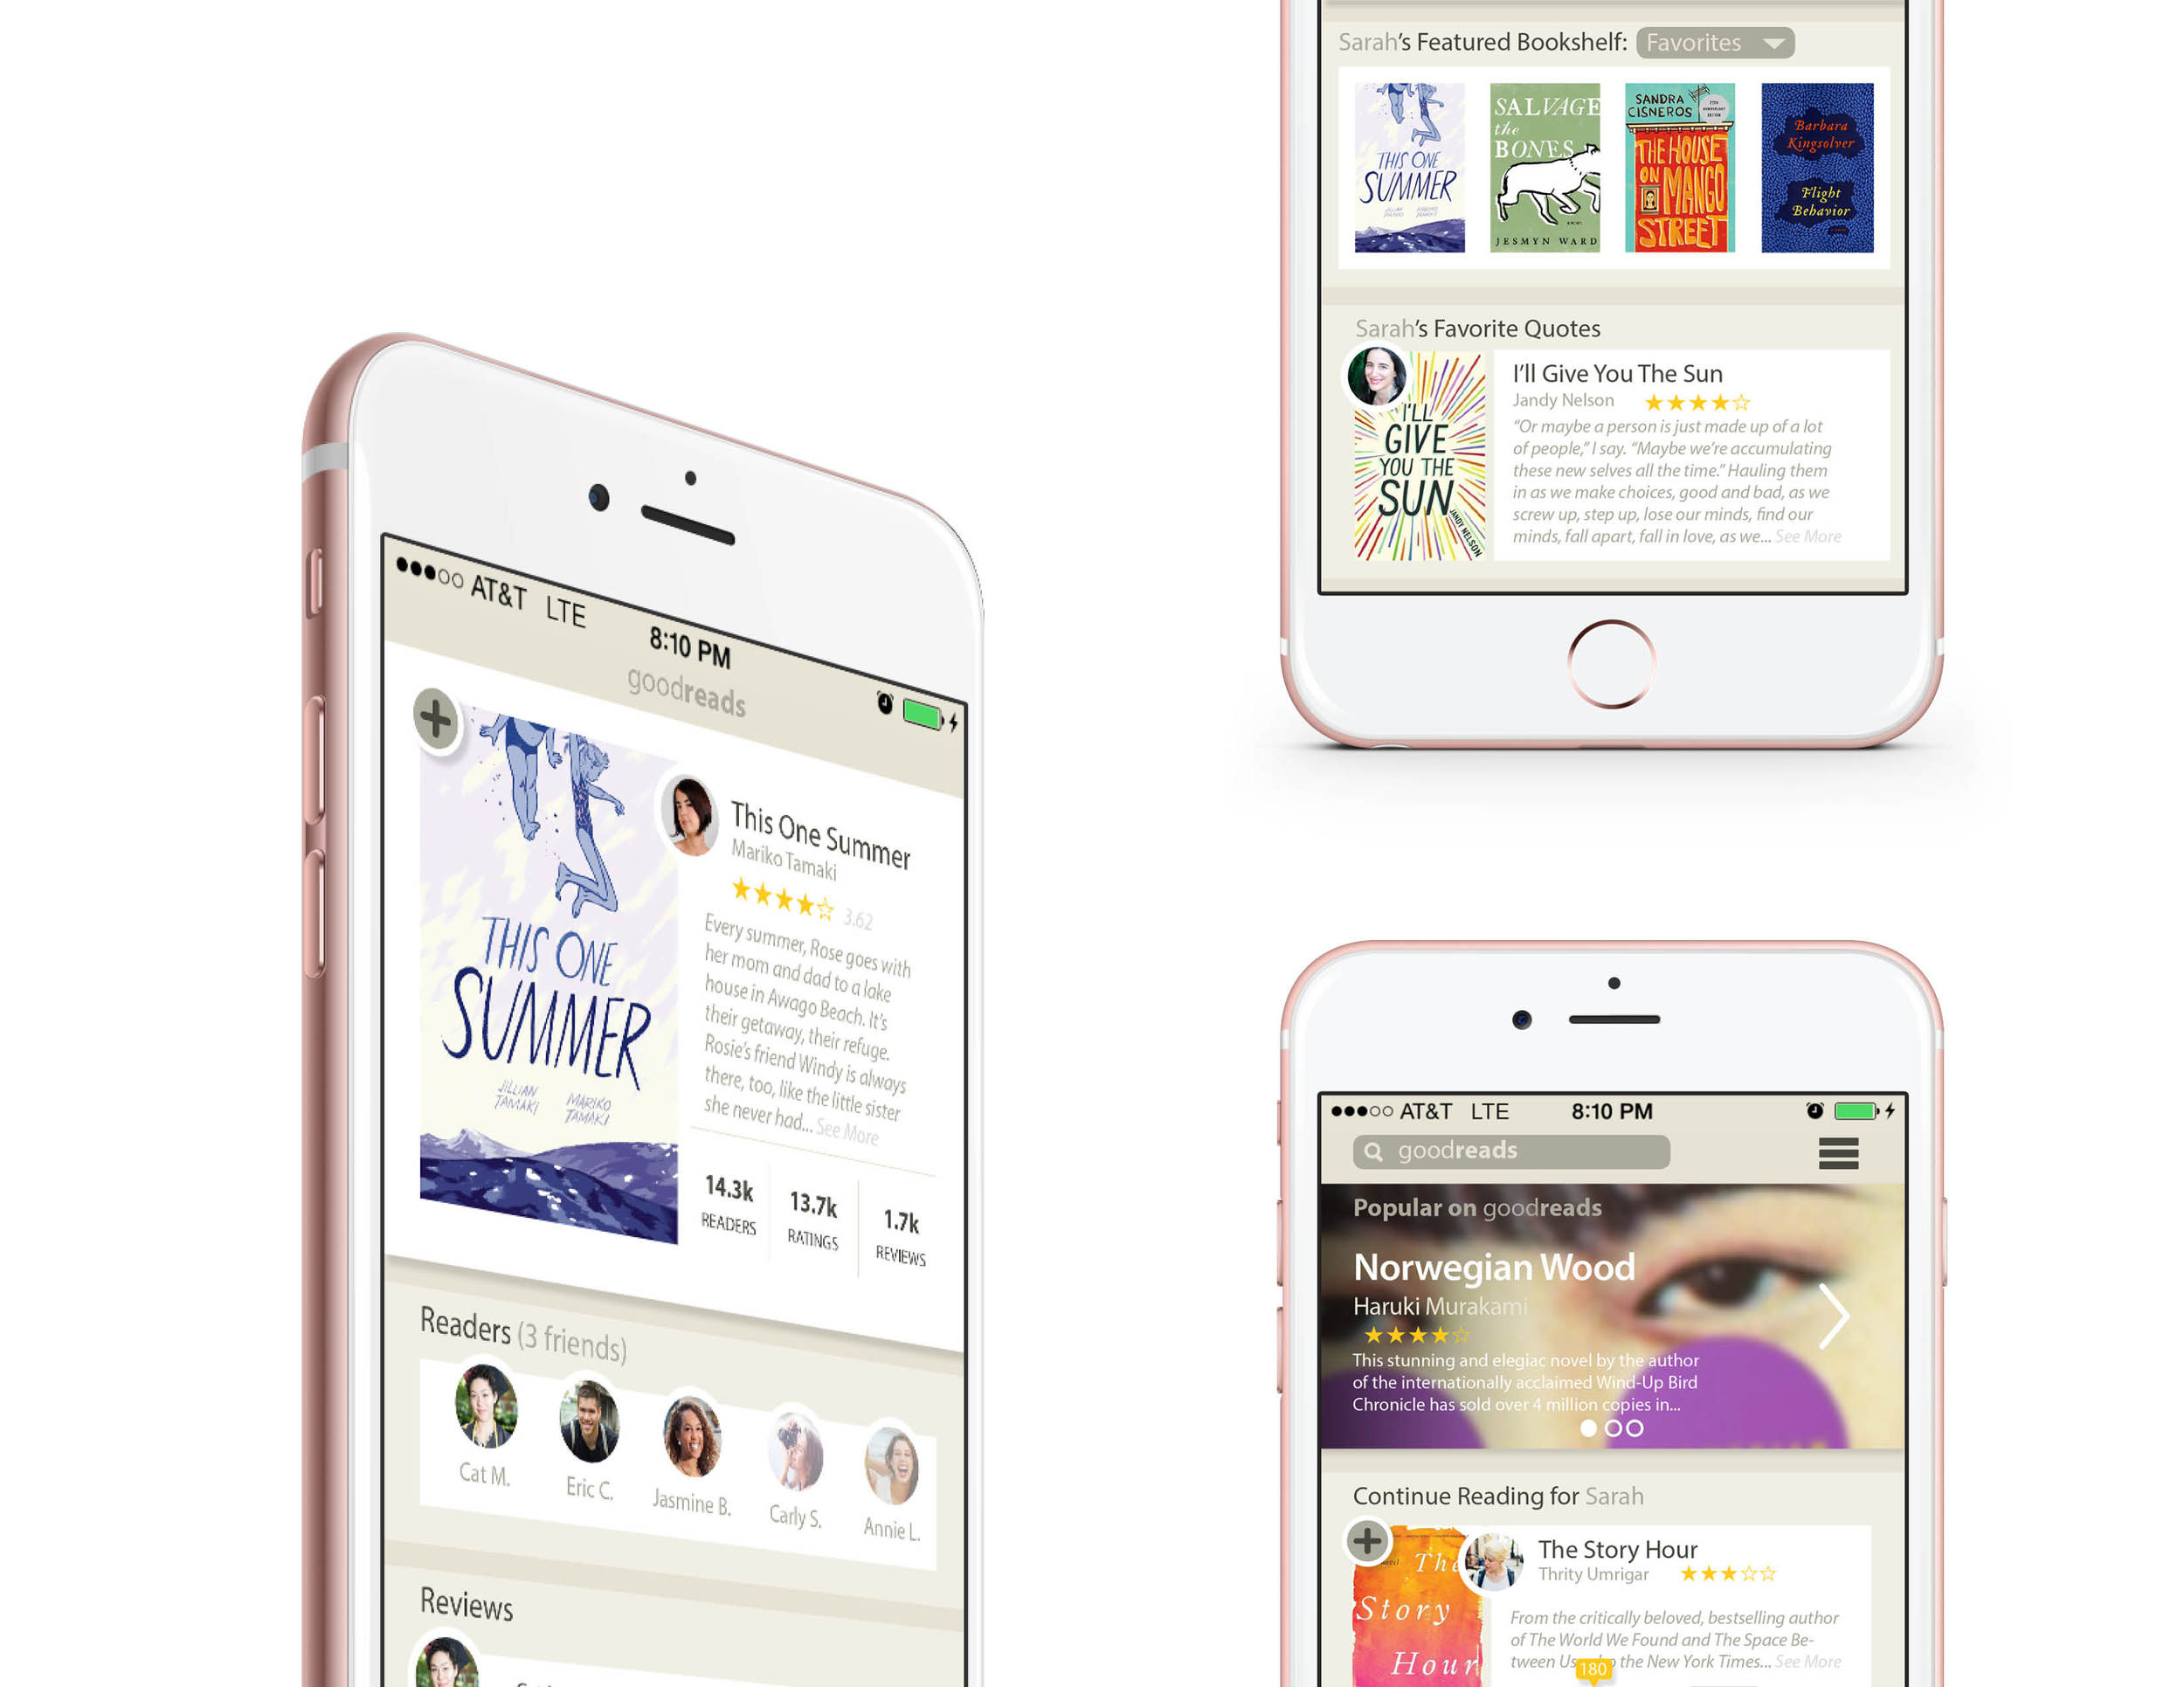 AT&T LTE
8:10 PM
goodreads
THIS ONE
SUMMER
JILLIAN
TAMAKI
MARIKO
TAMAKI
This One Summer
Mariko Tamaki
3.62
Every summer, Rose goes with
her mom and dad to a lake
house in Awago Beach. It's
their getaway, their refuge.
Rosie's friend Windy is always
there, too, like the little sister
she never had... See More
14.3k
READERS
13.7k
RATINGS
1.7k
REVIEWS
Readers (3 friends)
Cat M.
Eric C.
Jasmine B.
Carly S.
Annie L.
Reviews
Sarah's Featured Bookshelf: Favorites
THIS ONE
SUMMER
JILLIAN
TAMAKI
MARIKO
TAMAKI
SALVAGE
the
BONES
JESMYN WARD
SANDRA
CISNEROS
THE HOUSE
ON MANGO
STREET
Barbara
Kingsolver
Flight
Behavior
Sarah's Favorite Quotes
I'LL
GIVE
YOU THE
SUN
JANDY NELSON
I'll Give You The Sun
Jandy Nelson
"Or maybe a person is just made up of a lot
of people," I say. "Maybe we're accumulating
these new selves all the time." Hauling them
in as we make choices, good and bad, as we
screw up, step up, lose our minds, find our
minds, fall apart, fall in love, as we... See More
AT&T LTE 8:10 PM
goodreads
Popular on goodreads
Norwegian Wood
Haruki Murakami
This stunning and elegiac novel by the author
of the internationally acclaimed Wind-Up Bird
Chronicle has sold over 4 million copies in...
Continue Reading for Sarah
The
Story
Hour
The Story Hour
Thrity Umrigar
From the critically beloved, bestselling author
of The World We Found and The Space Be-
tween Us the New York Times... See More
180